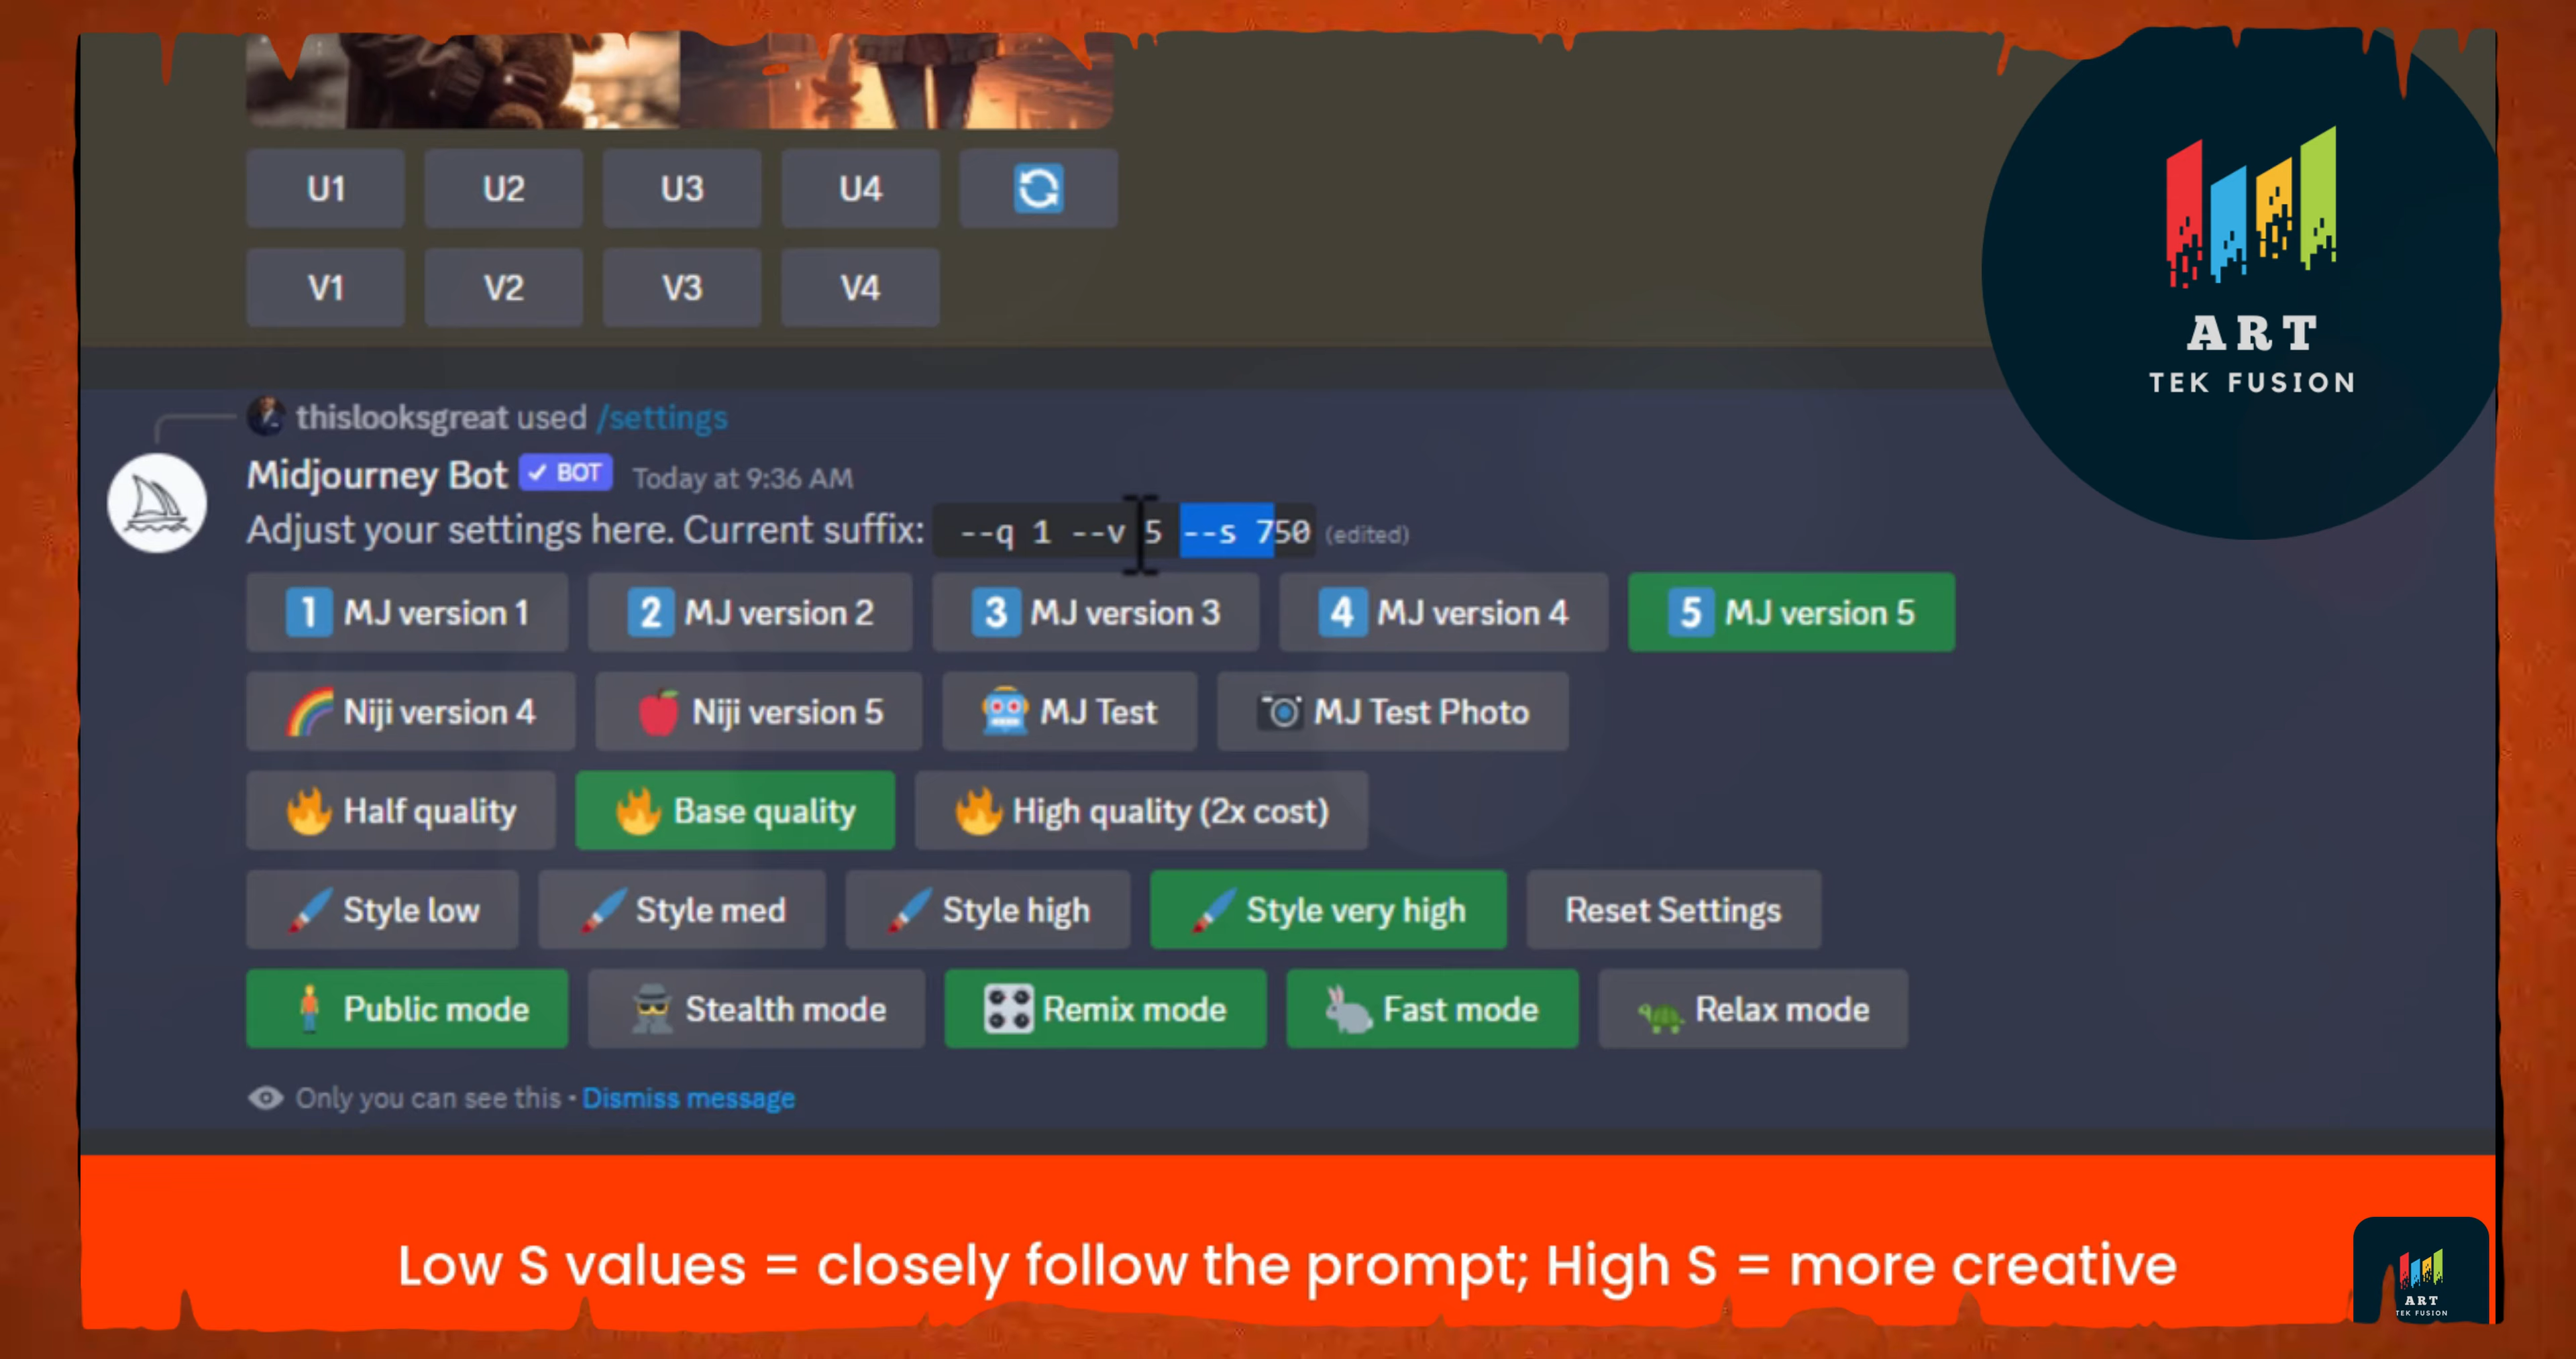 U1 U2 U3 U4
V1 V2 V3 V4
ART
TEK FUSION
thislooksgreat used /settings
Midjourney Bot ✓ BOT Today at 9:36 AM
Adjust your settings here. Current suffix: --q 1 --v 5 --s 750 (edited)
1 MJ version 1 2 MJ version 2 3 MJ version 3 4 MJ version 4 5 MJ version 5
Niji version 4 Niji version 5 MJ Test MJ Test Photo
Half quality Base quality High quality (2x cost)
Style low Style med Style high Style very high Reset Settings
Public mode Stealth mode Remix mode Fast mode Relax mode
Only you can see this • Dismiss message
Low S values = closely follow the prompt; High S = more creative
ART
TEK FUSION